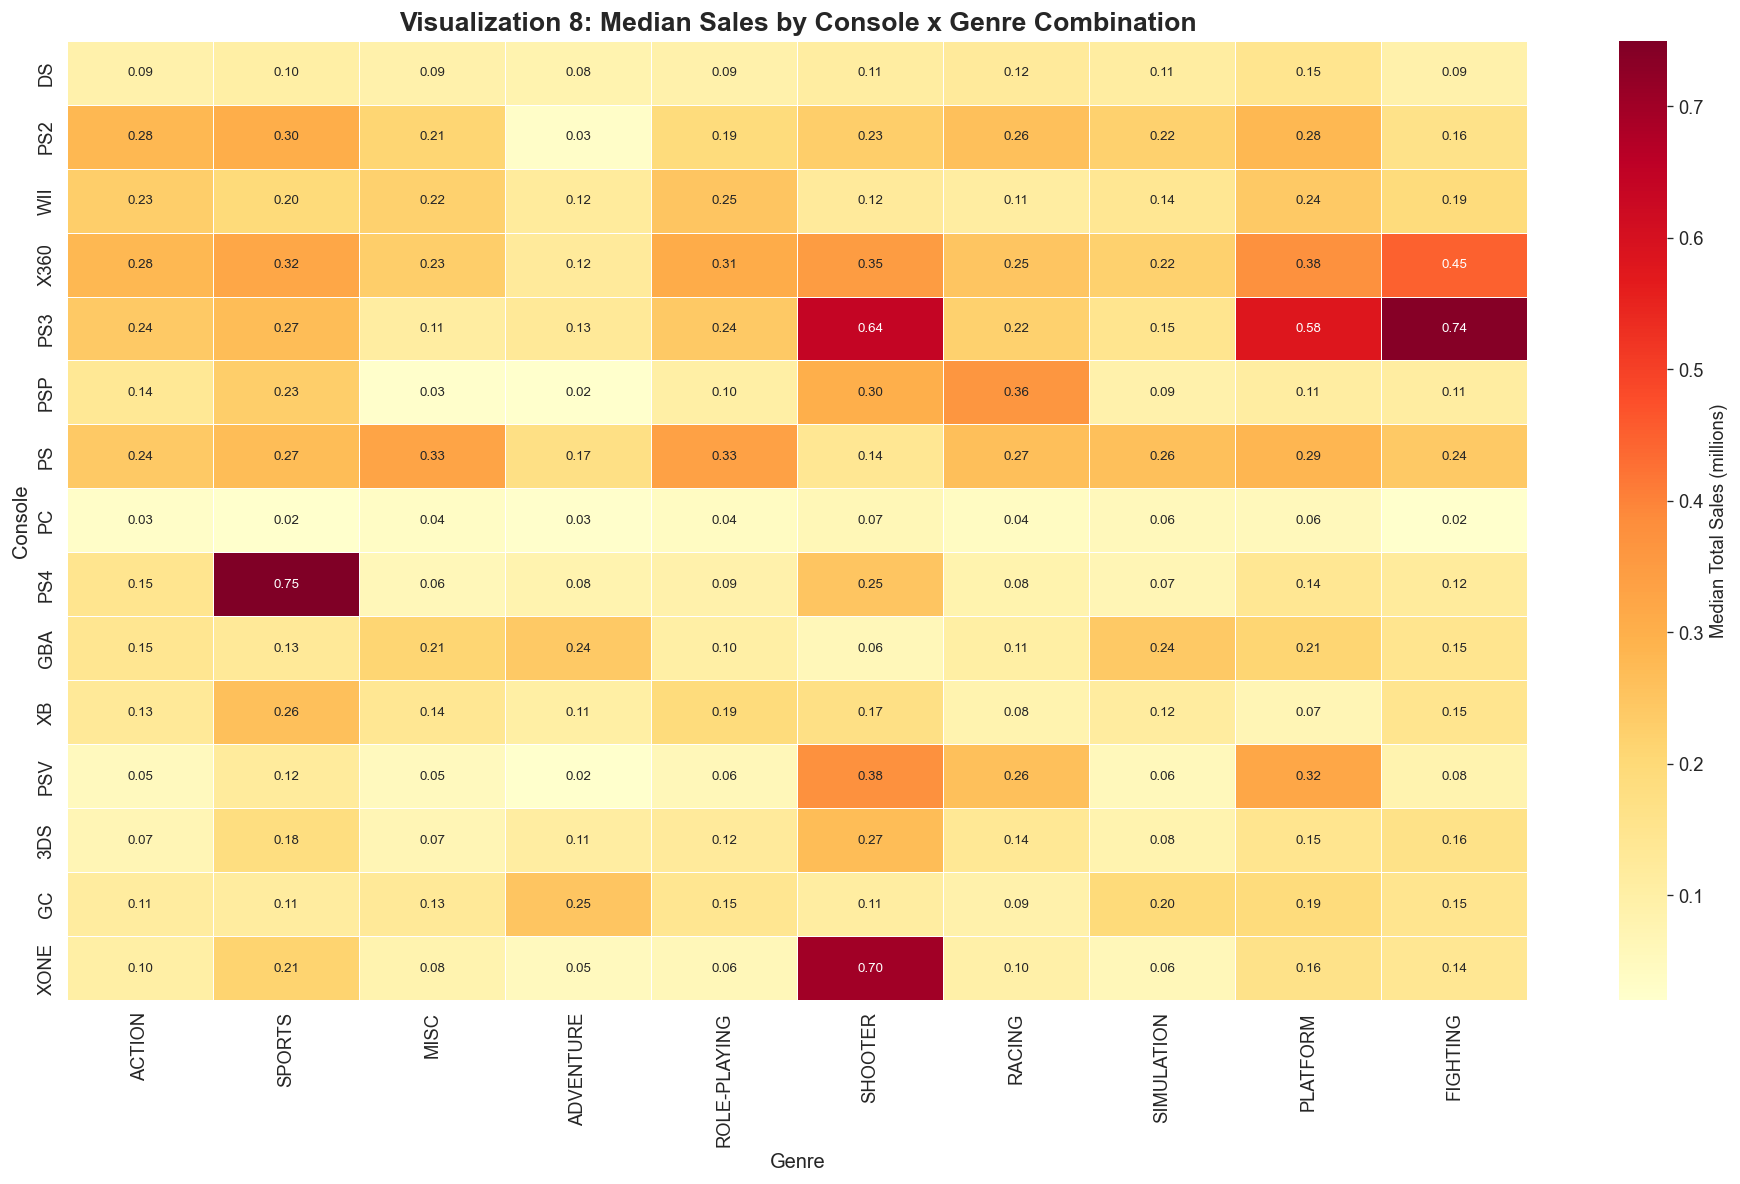 Visualization 8: Median Sales by Console x Genre Combination
Console
DS 0.09 0.10 0.09 0.08 0.09 0.11 0.12 0.11 0.15 0.09
PS2 0.28 0.30 0.21 0.03 0.19 0.23 0.26 0.22 0.28 0.16
WII 0.23 0.20 0.22 0.12 0.25 0.12 0.11 0.14 0.24 0.19
X360 0.28 0.32 0.23 0.12 0.31 0.35 0.25 0.22 0.38 0.45
PS3 0.24 0.27 0.11 0.13 0.24 0.64 0.22 0.15 0.58 0.74
PSP 0.14 0.23 0.03 0.02 0.10 0.30 0.36 0.09 0.11 0.11
PS 0.24 0.27 0.33 0.17 0.33 0.14 0.27 0.26 0.29 0.24
PC 0.03 0.02 0.04 0.03 0.04 0.07 0.04 0.06 0.06 0.02
PS4 0.15 0.75 0.06 0.08 0.09 0.25 0.08 0.07 0.14 0.12
GBA 0.15 0.13 0.21 0.24 0.10 0.06 0.11 0.24 0.21 0.15
XB 0.13 0.26 0.14 0.11 0.19 0.17 0.08 0.12 0.07 0.15
PSV 0.05 0.12 0.05 0.02 0.06 0.38 0.26 0.06 0.32 0.08
3DS 0.07 0.18 0.07 0.11 0.12 0.27 0.14 0.08 0.15 0.16
GC 0.11 0.11 0.13 0.25 0.15 0.11 0.09 0.20 0.19 0.15
XONE 0.10 0.21 0.08 0.05 0.06 0.70 0.10 0.06 0.16 0.14
ACTION SPORTS MISC ADVENTURE ROLE-PLAYING SHOOTER RACING SIMULATION PLATFORM FIGHTING
Genre
0.7
0.6
0.5
0.4
0.3
0.2
0.1
Median Total Sales (millions)